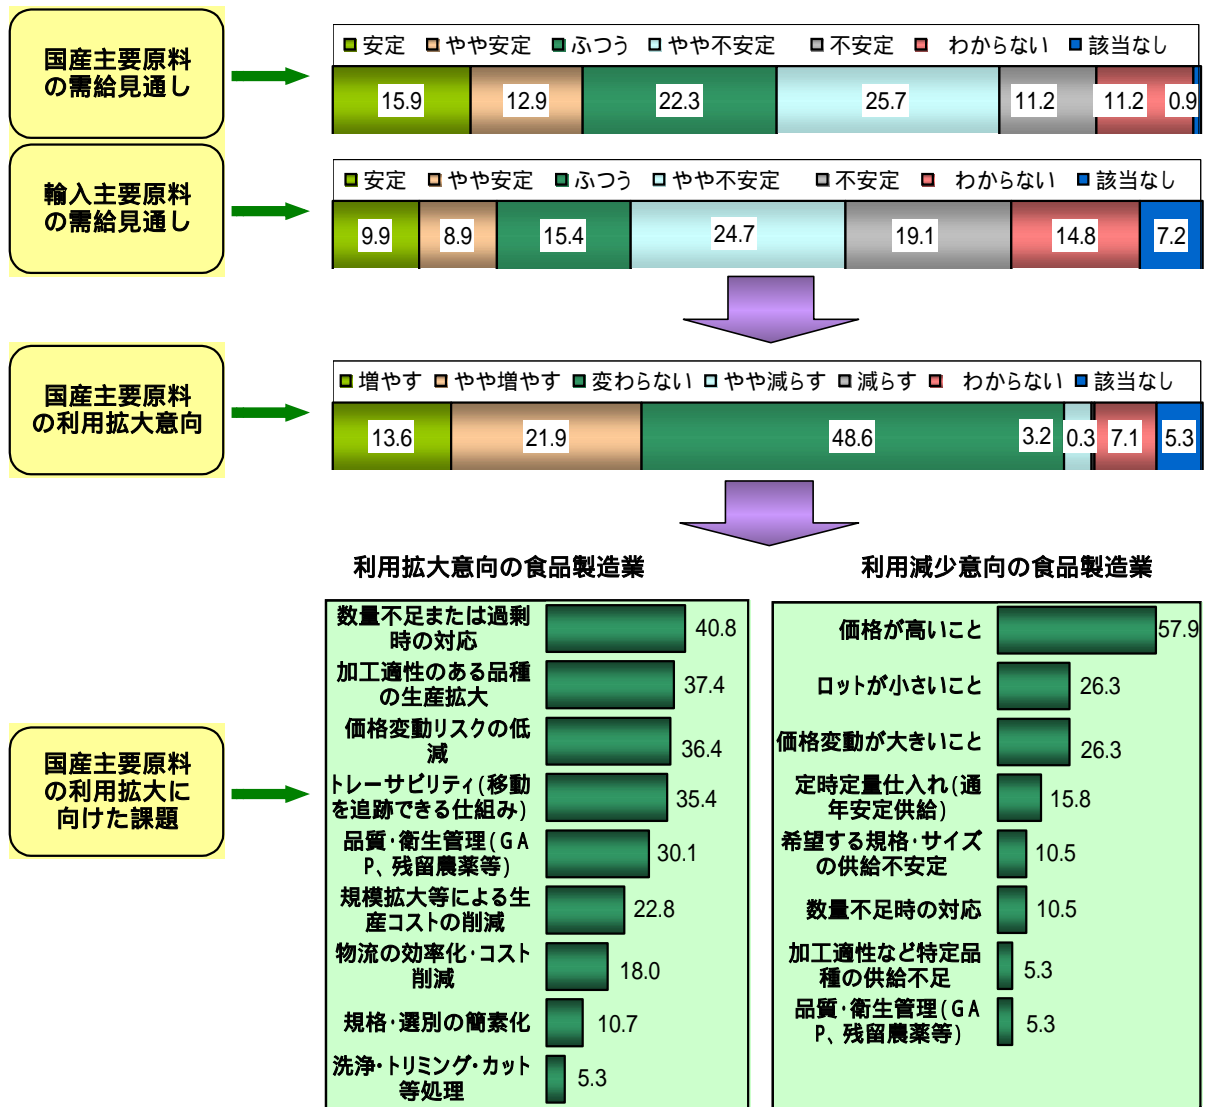 国産主要原料
の需給見通し
安定 やや安定 ふつう やや不安定 不安定 わからない 該当なし
15.9 12.9 22.3 25.7 11.2 11.2 0.9
輸入主要原料
の需給見通し
安定 やや安定 ふつう やや不安定 不安定 わからない 該当なし
9.9 8.9 15.4 24.7 19.1 14.8 7.2
国産主要原料
の利用拡大意向
増やす やや増やす 変わらない やや減らす 減らす わからない 該当なし
13.6 21.9 48.6 3.2 0.3 7.1 5.3
国産主要原料
の利用拡大に
向けた課題
利用拡大意向の食品製造業
数量不足または過剰
時の対応
40.8
加工適性のある品種
の生産拡大
37.4
価格変動リスクの低
減
36.4
トレーサビリティ(移動
を追跡できる仕組み)
35.4
品質・衛生管理(GA
P、残留農薬等)
30.1
規模拡大等による生
産コストの削減
22.8
物流の効率化・コスト
削減
18.0
規格・選別の簡素化
10.7
洗浄・トリミング・カット
等処理
5.3
利用減少意向の食品製造業
価格が高いこと
57.9
ロットが小さいこと
26.3
価格変動が大きいこと
26.3
定時定量仕入れ(通
年安定供給)
15.8
希望する規格・サイズ
の供給不安定
10.5
数量不足時の対応
10.5
加工適性など特定品
種の供給不足
5.3
品質・衛生管理(GA
P、残留農薬等)
5.3